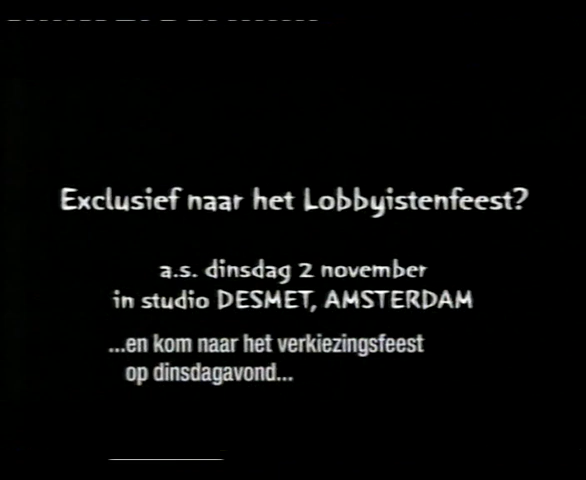 Exclusief naar het Lobbyistenfeest?
a.s. dinsdag 2 november
in studio DESMET, AMSTERDAM
...en kom naar het verkiezingsfeest
op dinsdagavond...